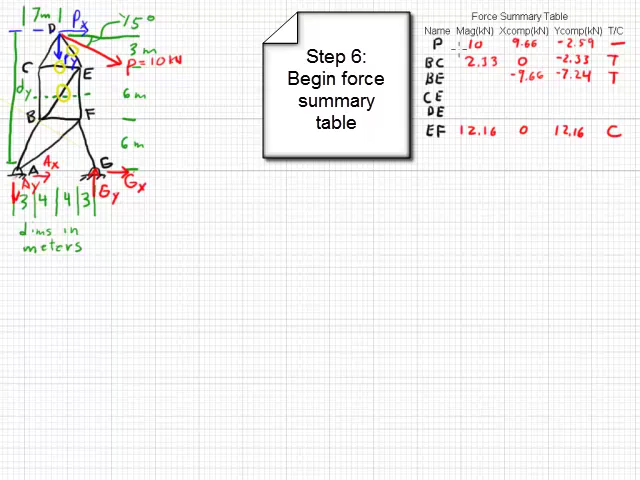 7m
Px
D
15°
3 m
Py
P=10 kN
C
E
dy
6 m
B
F
6 m
A
Ax
G
Gx
Ay
Gy
3 4 4 3
dims in
meters
Step 6:
Begin force
summary
table
Force Summary Table
Name Mag(kN) Xcomp(kN) Ycomp(kN) T/C
P 10 9.66 -2.59 —
BC 2.33 0 -2.33 T
BE -9.66 -7.24 T
CE
DE
EF 12.16 0 12.16 C